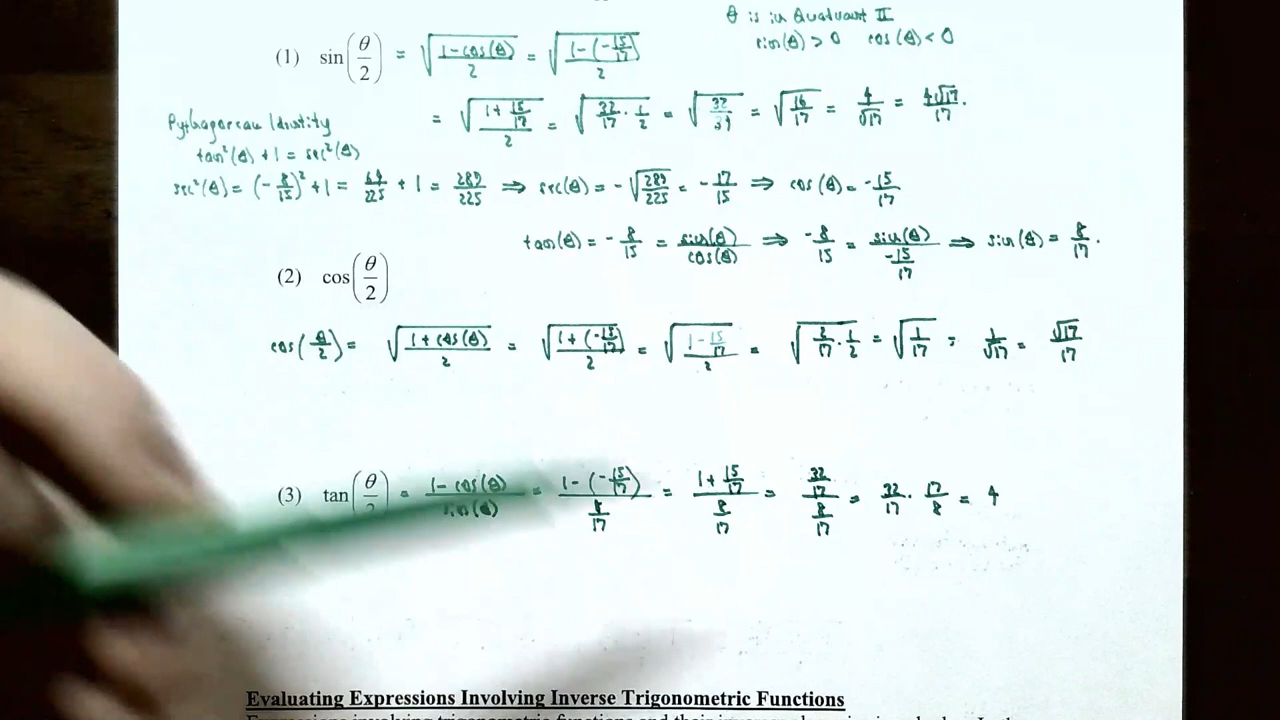 θ is in Quadrant II
sin(θ) > 0 cos(θ) < 0
(1) sin(θ/2) = √((1-cos(θ))/2) = √((1-(-15/17))/2)
= √((1+15/17)/2) = √(32/17 · 1/2) = √(32/34) = √(16/17) = 4/√17 = 4√17/17.
Pythagorean Identity
tan²(θ) + 1 = sec²(θ)
sec²(θ) = (-8/15)² + 1 = 64/225 + 1 = 289/225 ⇒ sec(θ) = -√(289/225) = -17/15 ⇒ cos(θ) = -15/17
tan(θ) = -8/15 = sin(θ)/cos(θ) ⇒ -8/15 = sin(θ)/(-15/17) ⇒ sin(θ) = 8/17.
(2) cos(θ/2)
cos(θ/2) = √((1+cos(θ))/2) = √((1+(-15/17))/2) = √((1-15/17)/2) = √(2/17 · 1/2) = √(1/17) = 1/√17 = √17/17
(3) tan(θ/2) = (1-cos(θ))/sin(θ) = (1-(-15/17))/(8/17) = (1+15/17)/(8/17) = (32/17)/(8/17) = 32/17 · 17/8 = 4
Evaluating Expressions Involving Inverse Trigonometric Functions